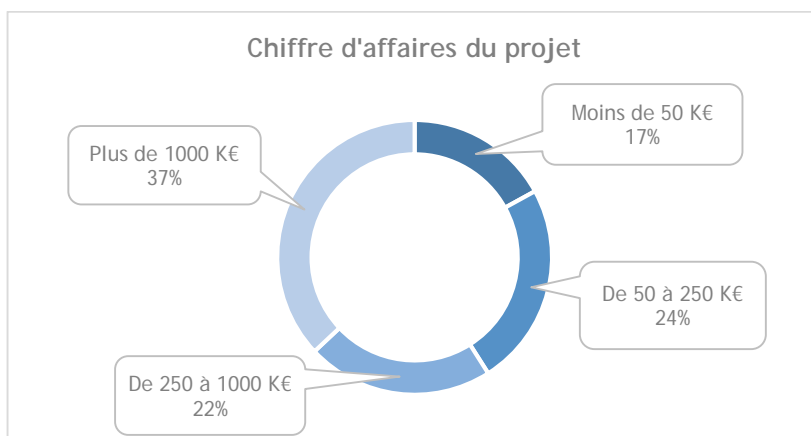 Chiffre d'affaires du projet
Moins de 50 K€
17%
Plus de 1000 K€
37%
De 50 à 250 K€
24%
De 250 à 1000 K€
22%